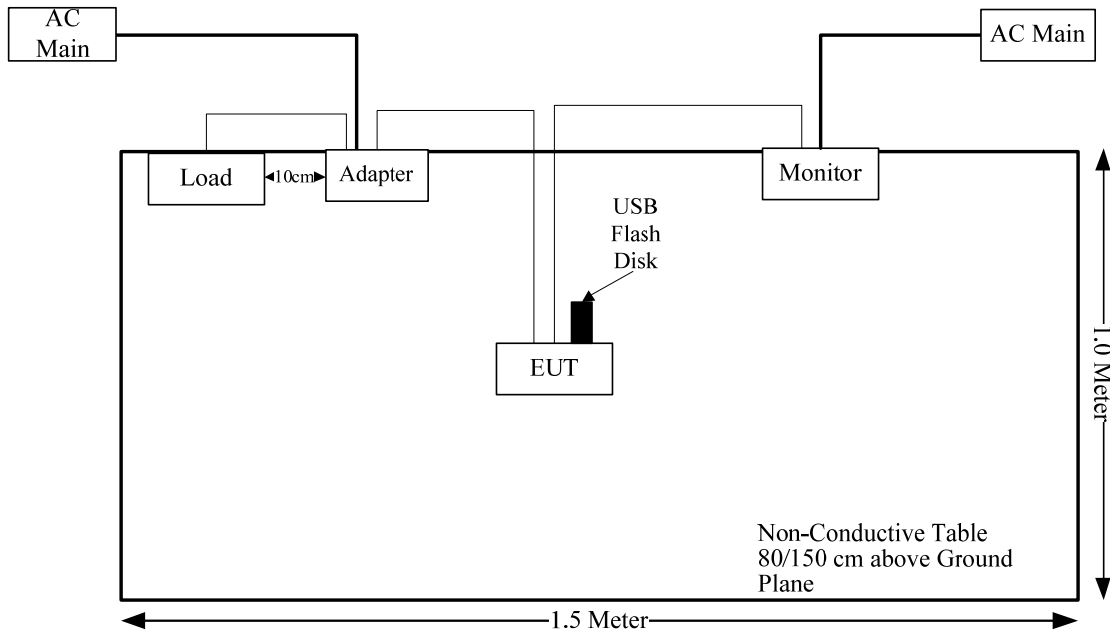 AC
Main
AC Main
Load
10cm
Adapter
Monitor
USB
Flash
Disk
EUT
1.0 Meter
Non-Conductive Table
80/150 cm above Ground
Plane
1.5 Meter